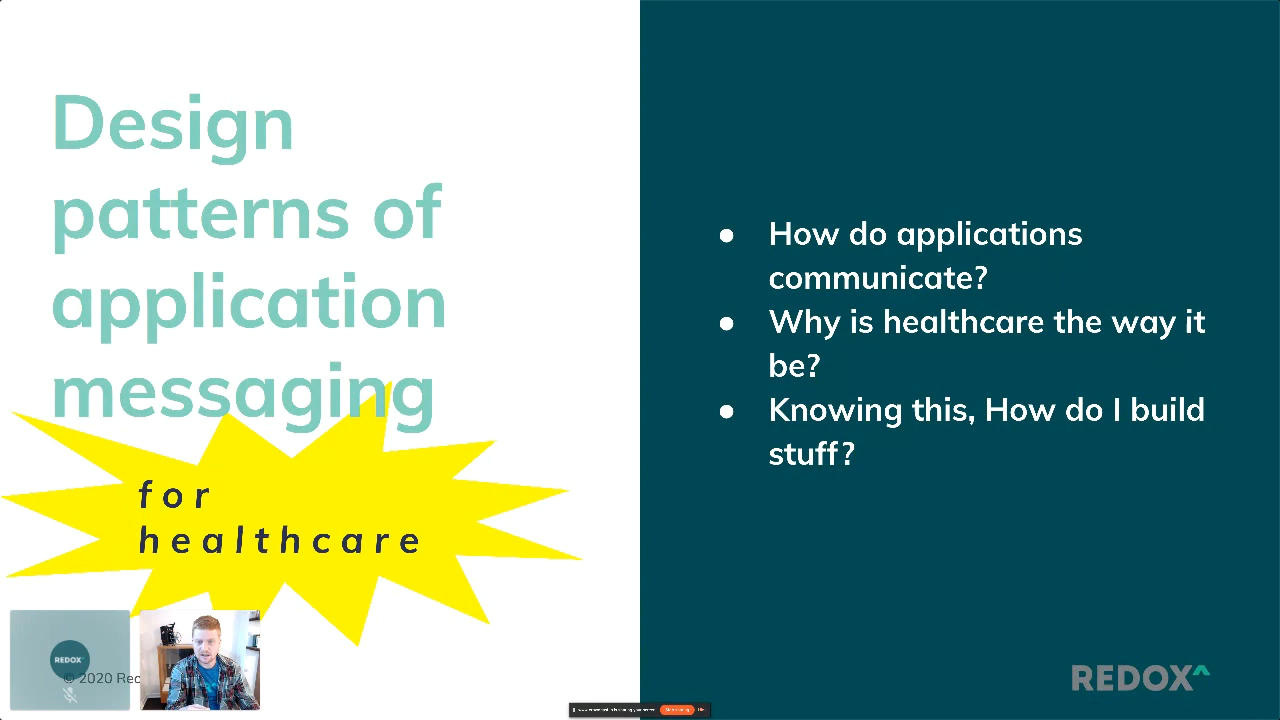 Design
patterns of
application
messaging
for
healthcare
● How do applications
communicate?
● Why is healthcare the way it
be?
● Knowing this, How do I build
stuff?
REDOX
© 2020 Red
REDOX^